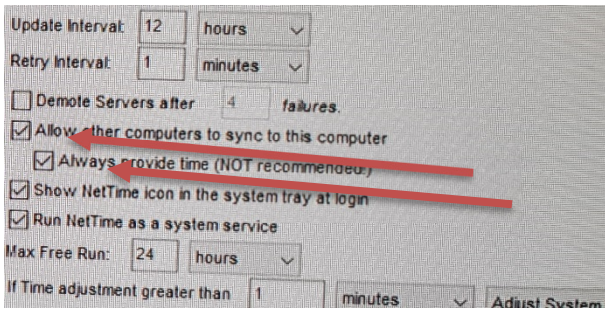 Update Interval: 12 hours
Retry Interval: 1 minutes
Demote Servers after 4 failures.
Allow other computers to sync to this computer
Always provide time (NOT recommended!)
Show NetTime icon in the system tray at login
Run NetTime as a system service
Max Free Run: 24 hours
If Time adjustment greater than 1 minutes Adjust System